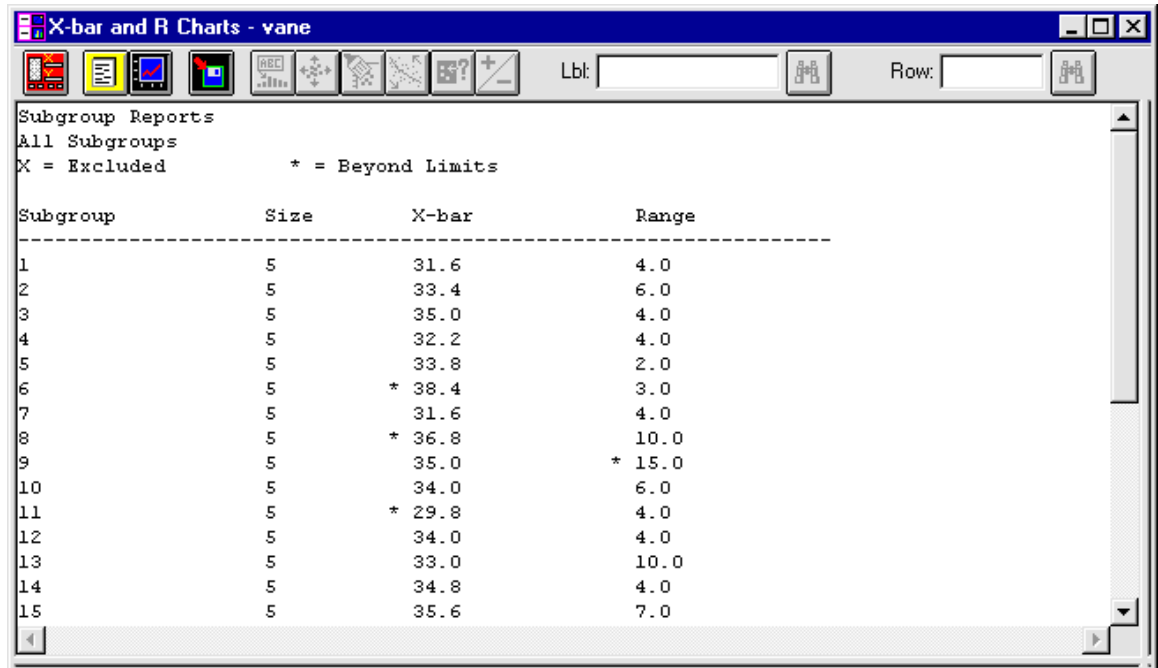 X-bar and R Charts - vane
ABC Lbl: Row:
Subgroup Reports
All Subgroups
X = Excluded * = Beyond Limits
Subgroup Size X-bar Range
--------------------------------------------------------------------
1 5 31.6 4.0
2 5 33.4 6.0
3 5 35.0 4.0
4 5 32.2 4.0
5 5 33.8 2.0
6 5 * 38.4 3.0
7 5 31.6 4.0
8 5 * 36.8 10.0
9 5 35.0 * 15.0
10 5 34.0 6.0
11 5 * 29.8 4.0
12 5 34.0 4.0
13 5 33.0 10.0
14 5 34.8 4.0
15 5 35.6 7.0